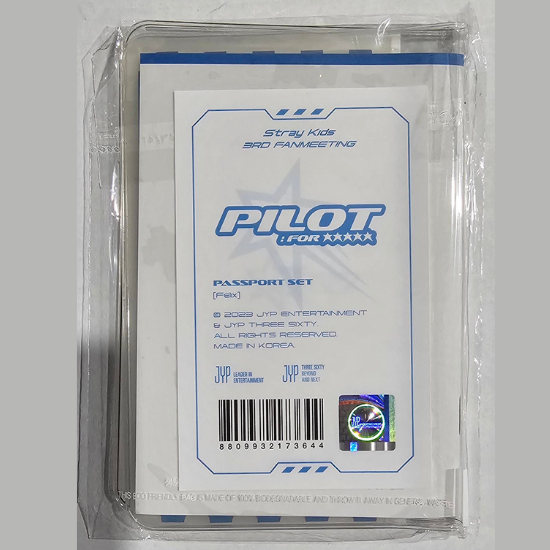 Stray Kids
3RD FANMEETING
PILOT
: FOR ★★★★★
PASSPORT SET
[Felix]
© 2023 JYP ENTERTAINMENT
& JYP THREE SIXTY
ALL RIGHTS RESERVED.
MADE IN KOREA.
JYP LEADER IN
ENTERTAINMENT
JYP THREE SIXTY
BEYOND
AND NEXT
8809932173644
THIS ECO FRIENDLY BAG IS MADE OF 100% BIODEGRADABLE AND THROW IT AWAY IN GENERAL WASTE